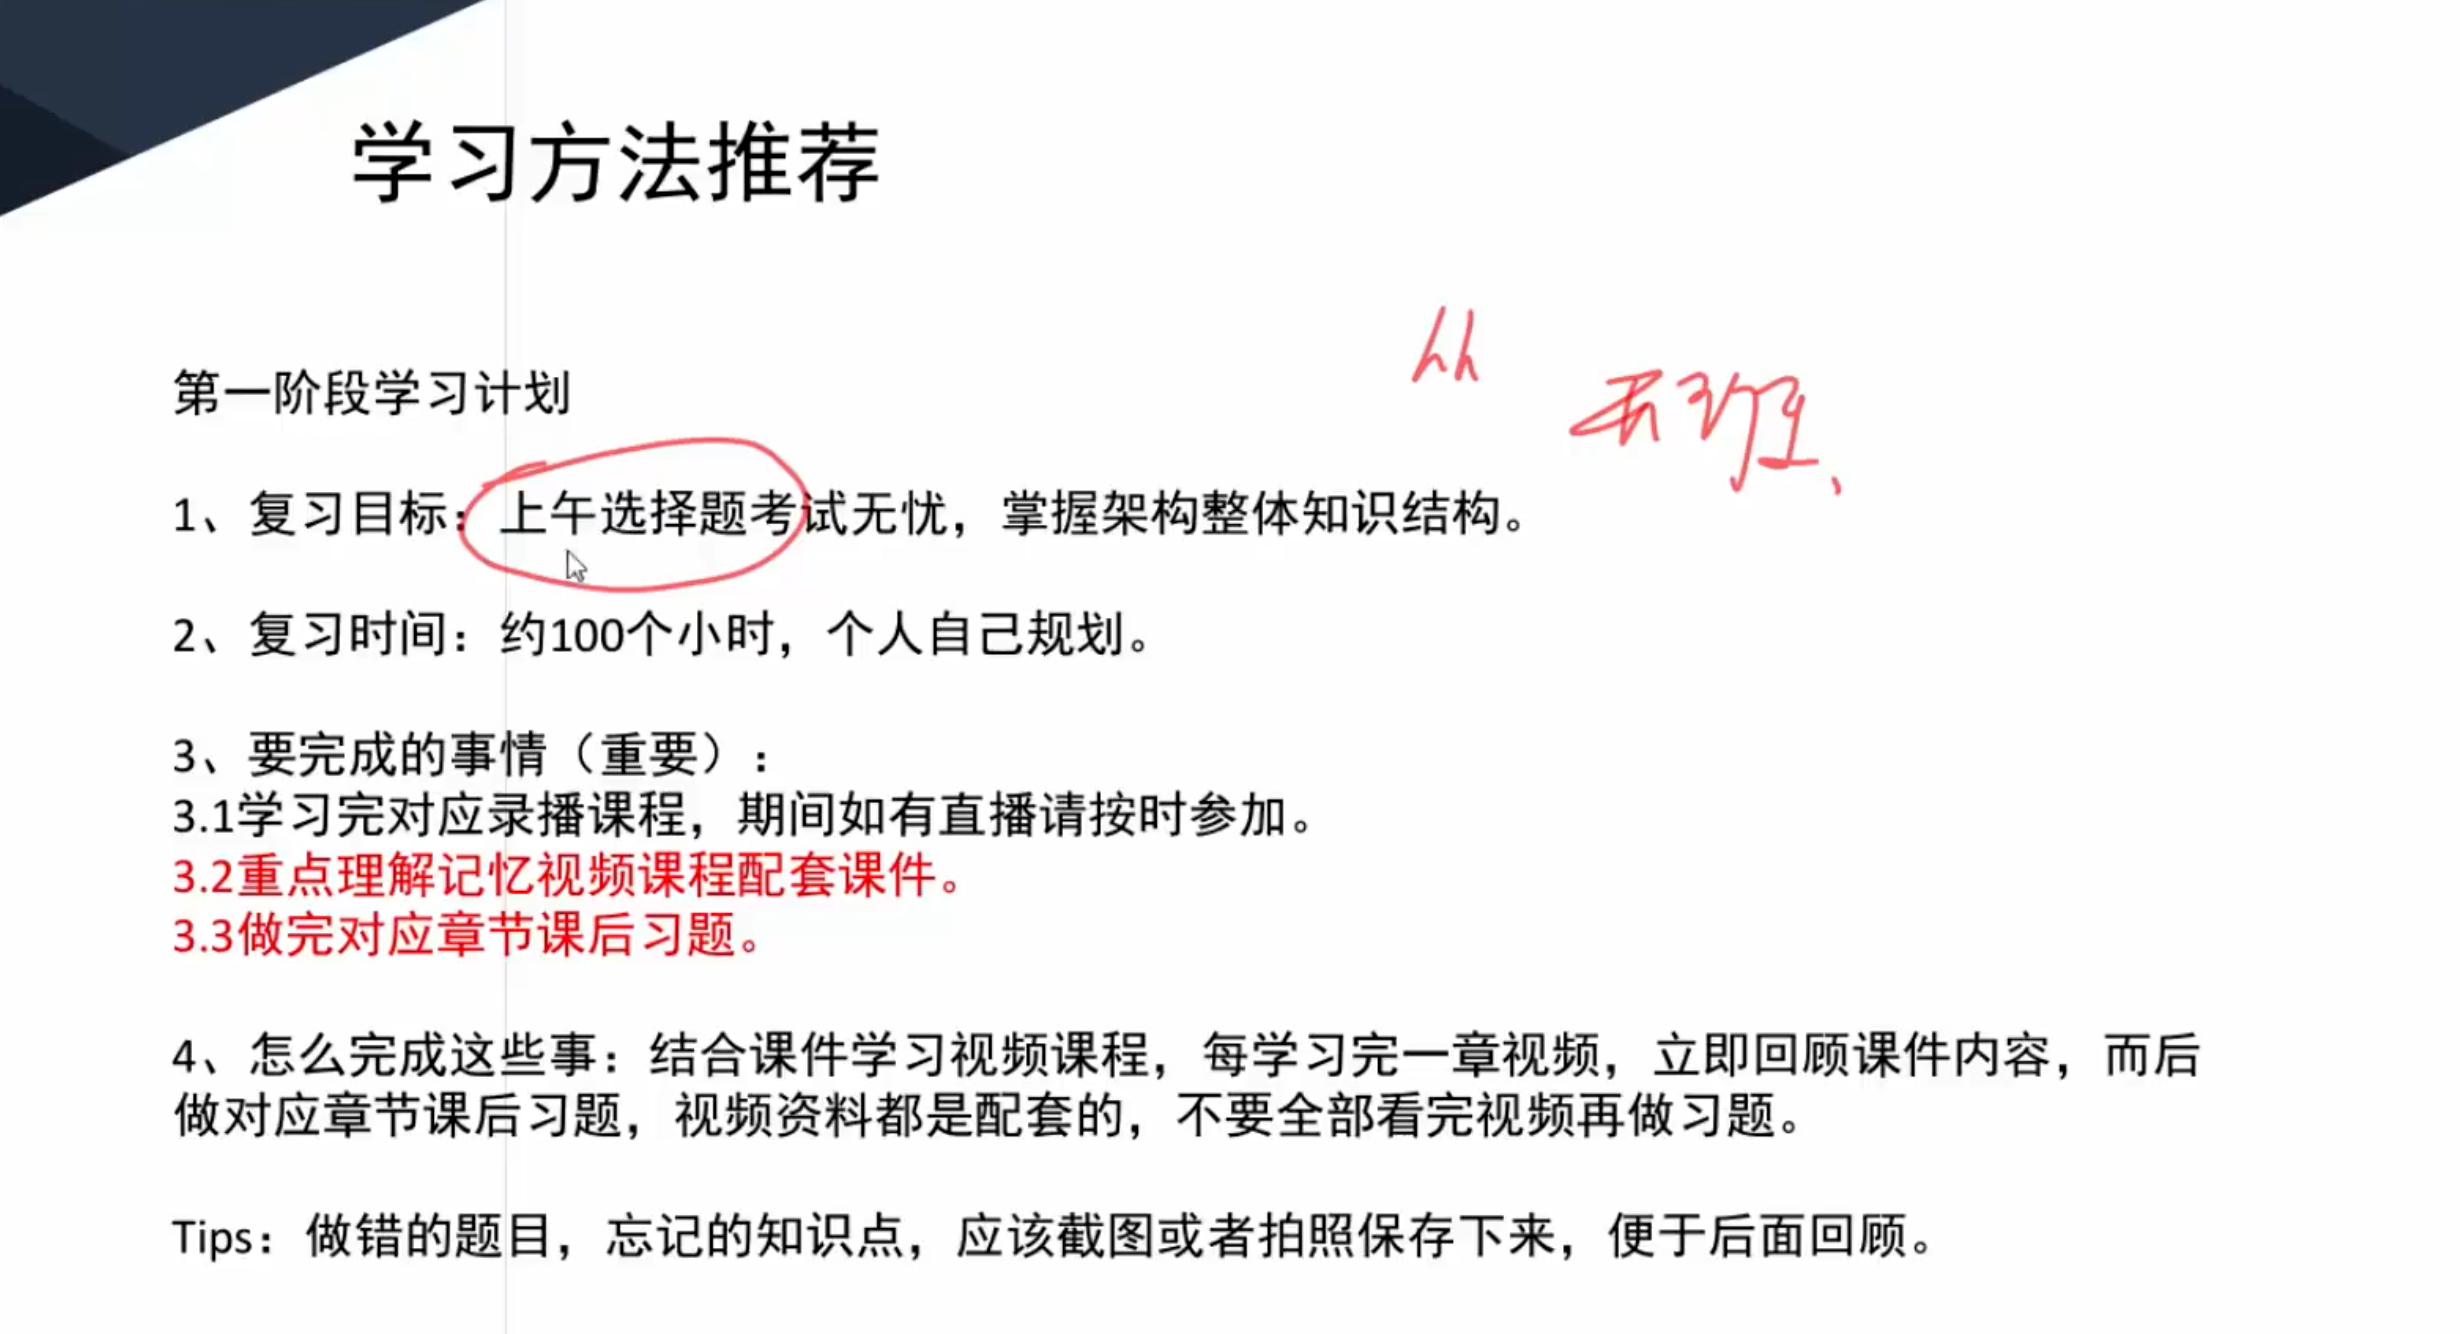 学习方法推荐
第一阶段学习计划
1、复习目标：上午选择题考试无忧，掌握架构整体知识结构。
2、复习时间：约100个小时，个人自己规划。
3、要完成的事情（重要）：
3.1学习完对应录播课程，期间如有直播请按时参加。
3.2重点理解记忆视频课程配套课件。
3.3做完对应章节课后习题。
4、怎么完成这些事：结合课件学习视频课程，每学习完一章视频，立即回顾课件内容，而后
做对应章节课后习题，视频资料都是配套的，不要全部看完视频再做习题。
Tips：做错的题目，忘记的知识点，应该截图或者拍照保存下来，便于后面回顾。